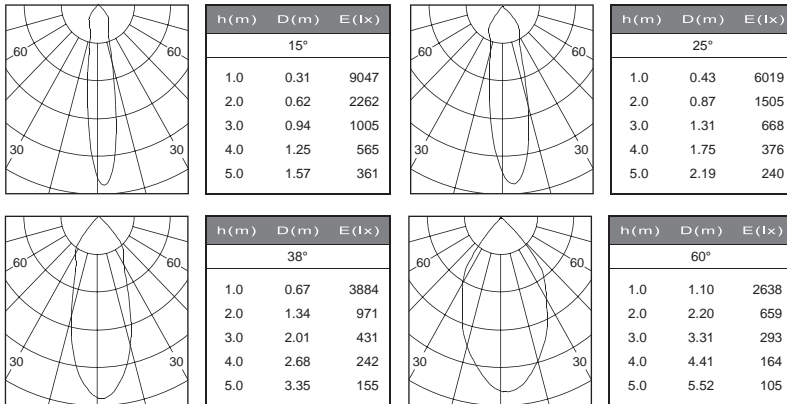 60 60
30 30
h(m) D(m) E(lx)
15°
1.0 0.31 9047
2.0 0.62 2262
3.0 0.94 1005
4.0 1.25 565
5.0 1.57 361
60 60
30 30
h(m) D(m) E(lx)
25°
1.0 0.43 6019
2.0 0.87 1505
3.0 1.31 668
4.0 1.75 376
5.0 2.19 240
60 60
30 30
h(m) D(m) E(lx)
38°
1.0 0.67 3884
2.0 1.34 971
3.0 2.01 431
4.0 2.68 242
5.0 3.35 155
60 60
30 30
h(m) D(m) E(lx)
60°
1.0 1.10 2638
2.0 2.20 659
3.0 3.31 293
4.0 4.41 164
5.0 5.52 105